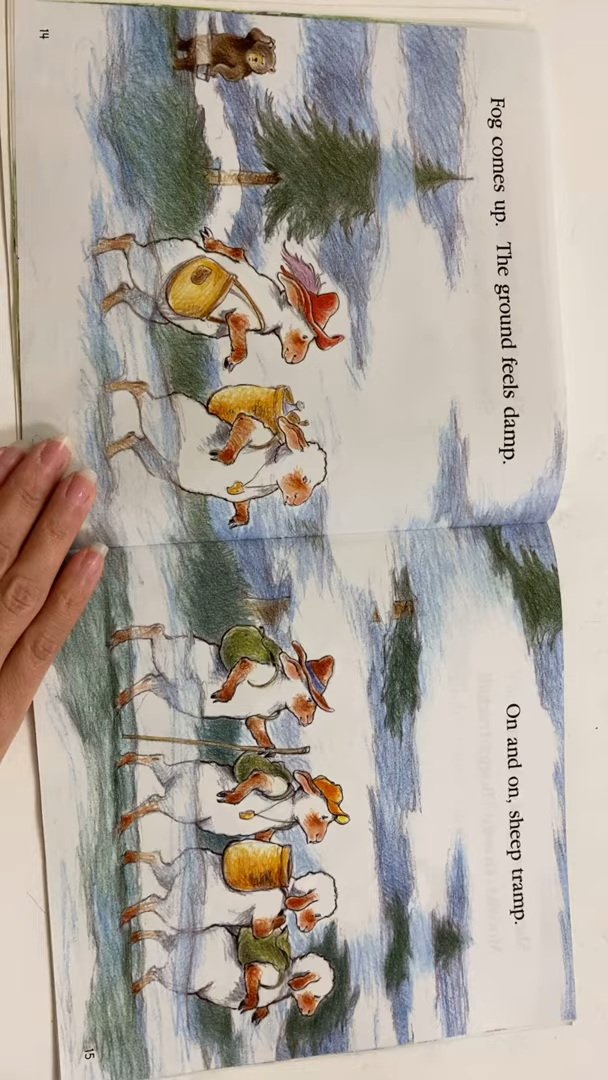 Fog comes up. The ground feels damp.
14
On and on, sheep tramp.
15